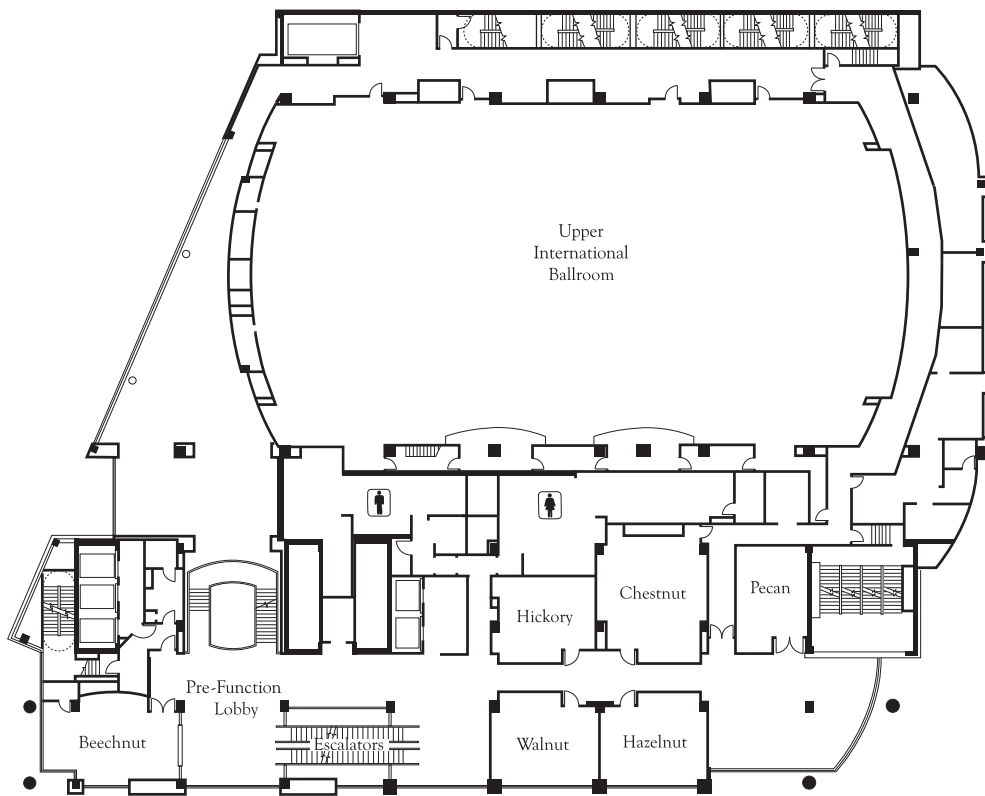 Upper
International
Ballroom
Chestnut
Pecan
Hickory
Pre-Function
Lobby
Beechnut
Escalators
Walnut
Hazelnut